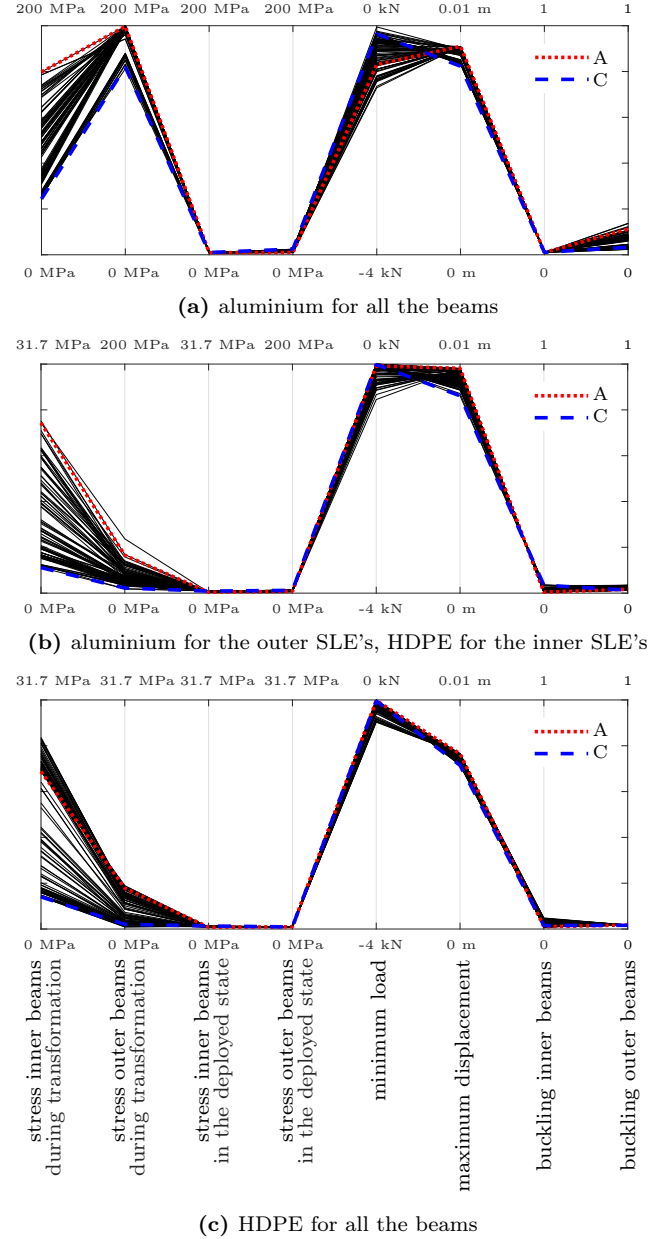 200 MPa 200 MPa 200 MPa 200 MPa 0 kN 0.01 m 1 1
A
C
0 MPa 0 MPa 0 MPa 0 MPa -4 kN 0 m 0 0
(a) aluminium for all the beams
31.7 MPa 200 MPa 31.7 MPa 200 MPa 0 kN 0.01 m 1 1
A
C
0 MPa 0 MPa 0 MPa 0 MPa -4 kN 0 m 0 0
(b) aluminium for the outer SLE's, HDPE for the inner SLE's
31.7 MPa 31.7 MPa 31.7 MPa 31.7 MPa 0 kN 0.01 m 1 1
A
C
0 MPa 0 MPa 0 MPa 0 MPa -4 kN 0 m 0 0
stress inner beams
during transformation
stress outer beams
during transformation
stress inner beams
in the deployed state
stress outer beams
in the deployed state
minimum load
maximum displacement
buckling inner beams
buckling outer beams
(c) HDPE for all the beams